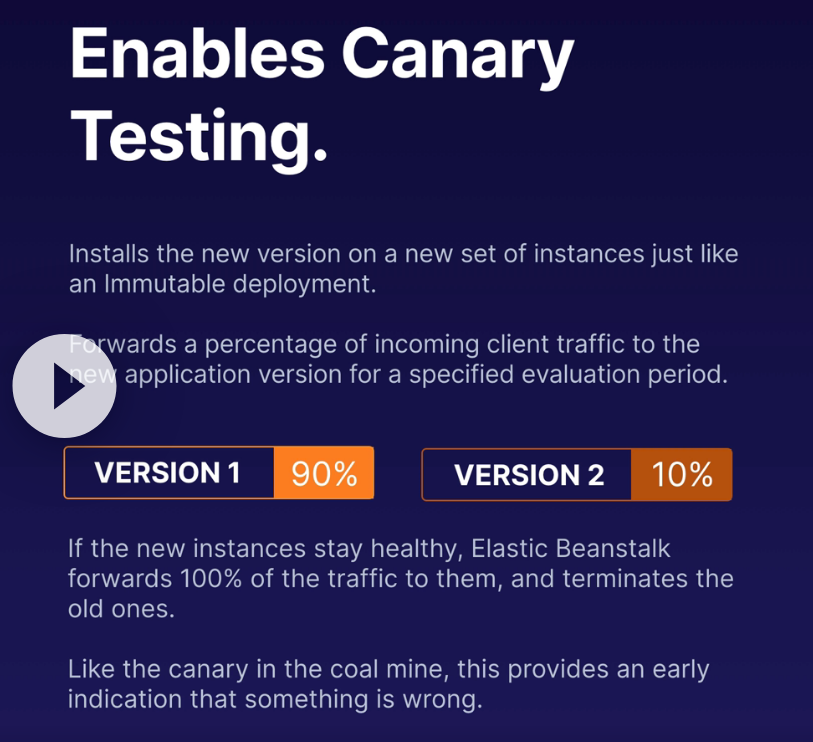 Enables Canary
Testing.
Installs the new version on a new set of instances just like
an Immutable deployment.
Forwards a percentage of incoming client traffic to the
new application version for a specified evaluation period.
VERSION 1 90% VERSION 2 10%
If the new instances stay healthy, Elastic Beanstalk
forwards 100% of the traffic to them, and terminates the
old ones.
Like the canary in the coal mine, this provides an early
indication that something is wrong.